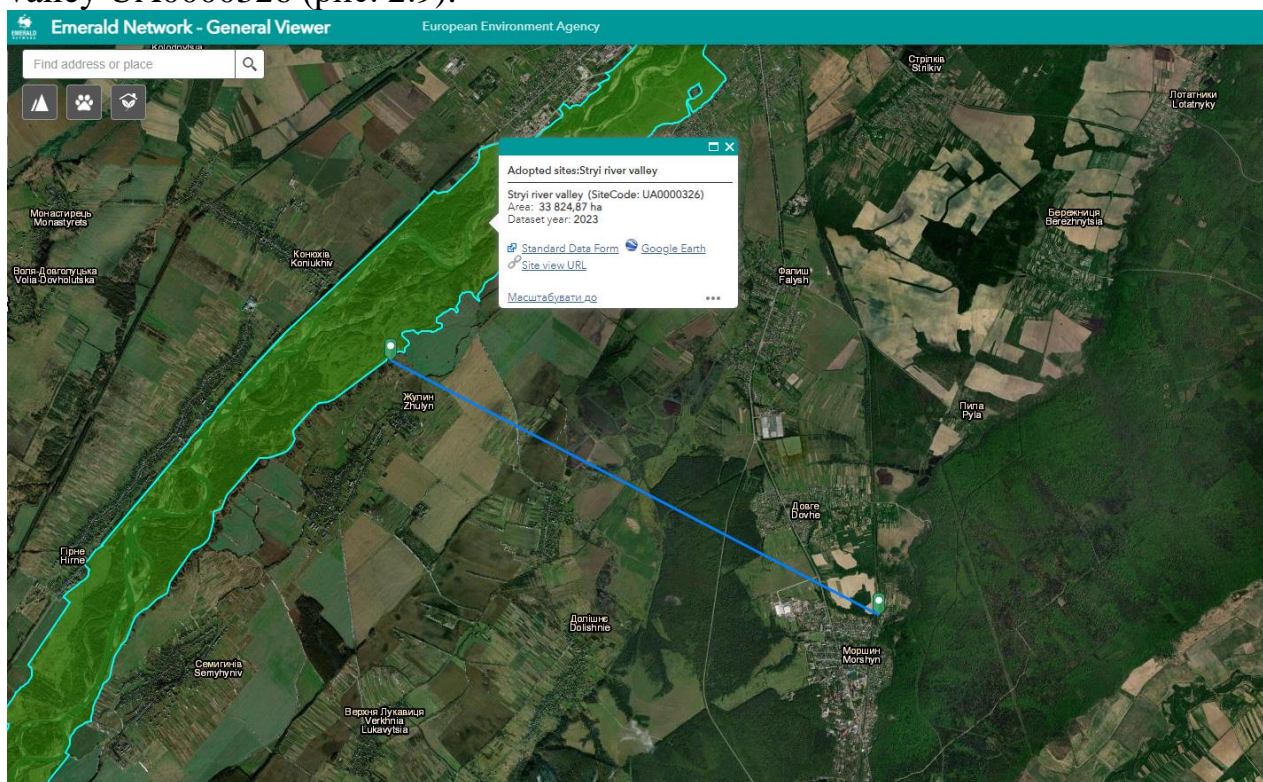 valley UA0000326 (рис. 2.9).
EMERALD
NETWORK
Emerald Network - General Viewer
European Environment Agency
Kolodnytsia
Find address or place
Стрілків
Strilkiv
Лотатники
Lotatnyky
Adopted sites:Stryi river valley
Stryi river valley (SiteCode: UA0000326)
Area: 33 824,87 ha
Dataset year: 2023
Standard Data Form
Google Earth
Site view URL
Масштабувати до
Монастирець
Monastyrets
Бережниця
Berezhnytsia
Конюхів
Koniukhiv
Воля-Довголуцька
Volia-Dovholutska
Фалиш
Falysh
Жулин
Zhulyn
Пила
Pyla
Довге
Dovhe
Гірне
Hirne
Долішнє
Dolishnie
Моршин
Morshyn
Семигинів
Semyhyniv
Верхня Лукавиця
Verkhnia
Lukavytsia